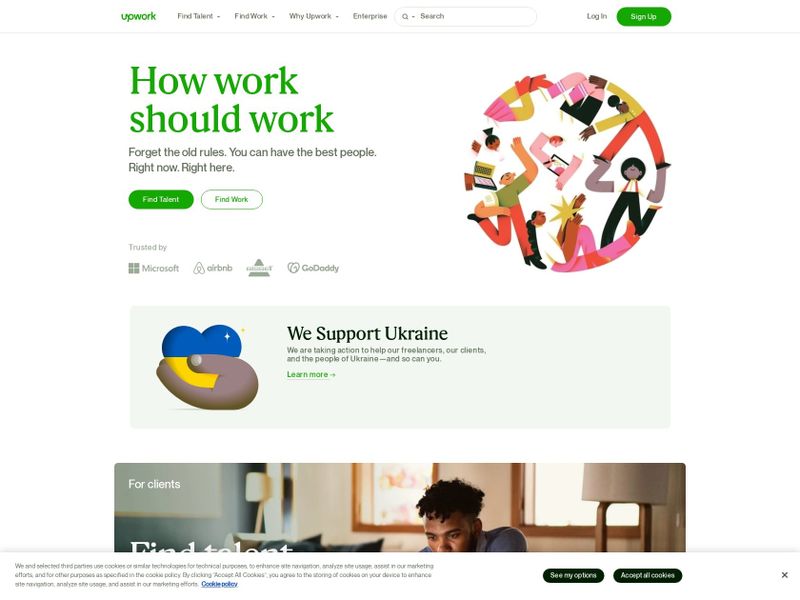 upwork
Find Talent
Find Work
Why Upwork
Enterprise
Search
Log In
Sign Up
How work
should work
Forget the old rules. You can have the best people.
Right now. Right here.
Find Talent
Find Work
Trusted by
Microsoft
airbnb
GoDaddy
We Support Ukraine
We are taking action to help our freelancers, our clients,
and the people of Ukraine—and so can you.
Learn more →
For clients
Find talent
We and selected third parties use cookies or similar technologies for technical purposes, to enhance site navigation, analyze site usage, assist in our marketing
efforts, and for other purposes as specified in the cookie policy. By clicking “Accept All Cookies”, you agree to the storing of cookies on your device to enhance
site navigation, analyze site usage, and assist in our marketing efforts. Cookie policy
See my options
Accept all cookies